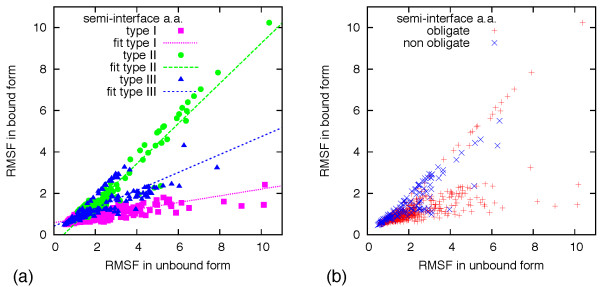 semi-interface a.a.
type I
fit type I
type II
fit type II
type III
fit type III
10
8
6
4
2
0
0 2 4 6 8 10
RMSF in bound form
RMSF in unbound form
(a)
semi-interface a.a.
obligate
non obligate
10
8
6
4
2
0
0 2 4 6 8 10
RMSF in bound form
RMSF in unbound form
(b)